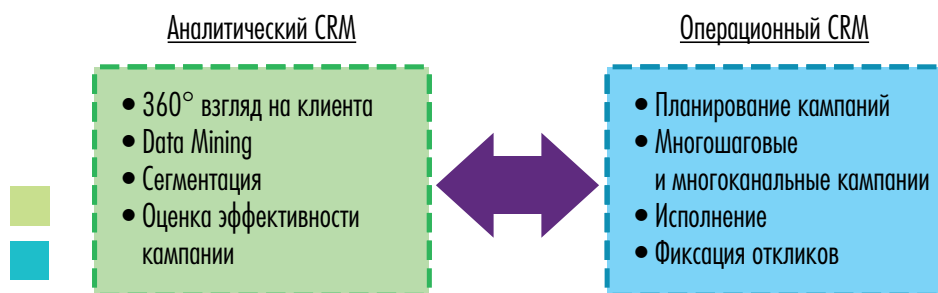 Аналитический CRM
• 360° взгляд на клиента
• Data Mining
• Сегментация
• Оценка эффективности
кампании
Операционный CRM
• Планирование кампаний
• Многошаговые
и многоканальные кампании
• Исполнение
• Фиксация откликов